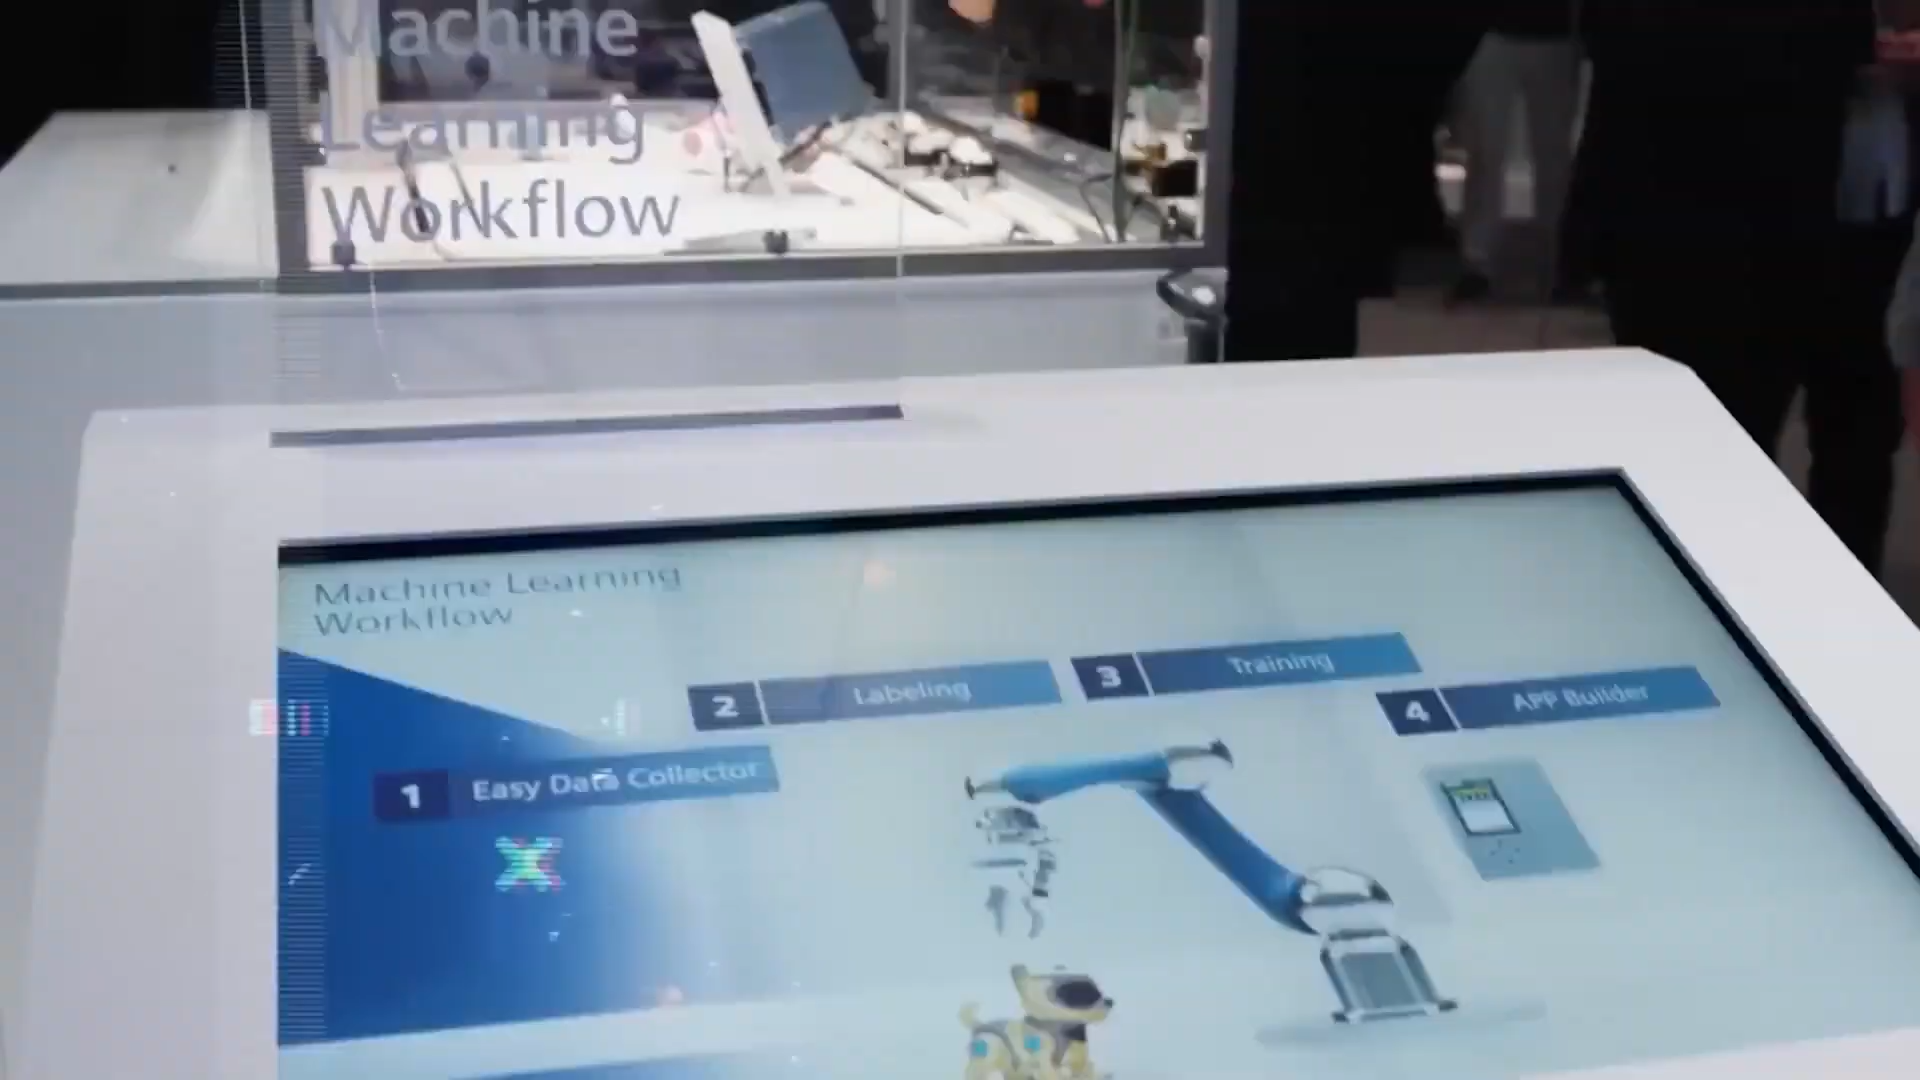 Machine
Learning
Workflow
Machine Learning
Workflow
1 Easy Data Collector
2 Labeling
3 Training
4 APP Builder